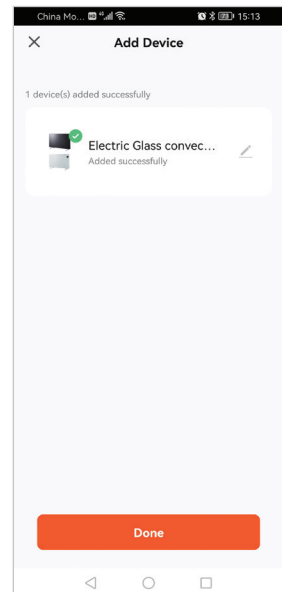 China Mo... 15:13
Add Device
1 device(s) added successfully
Electric Glass convec...
Added successfully
Done